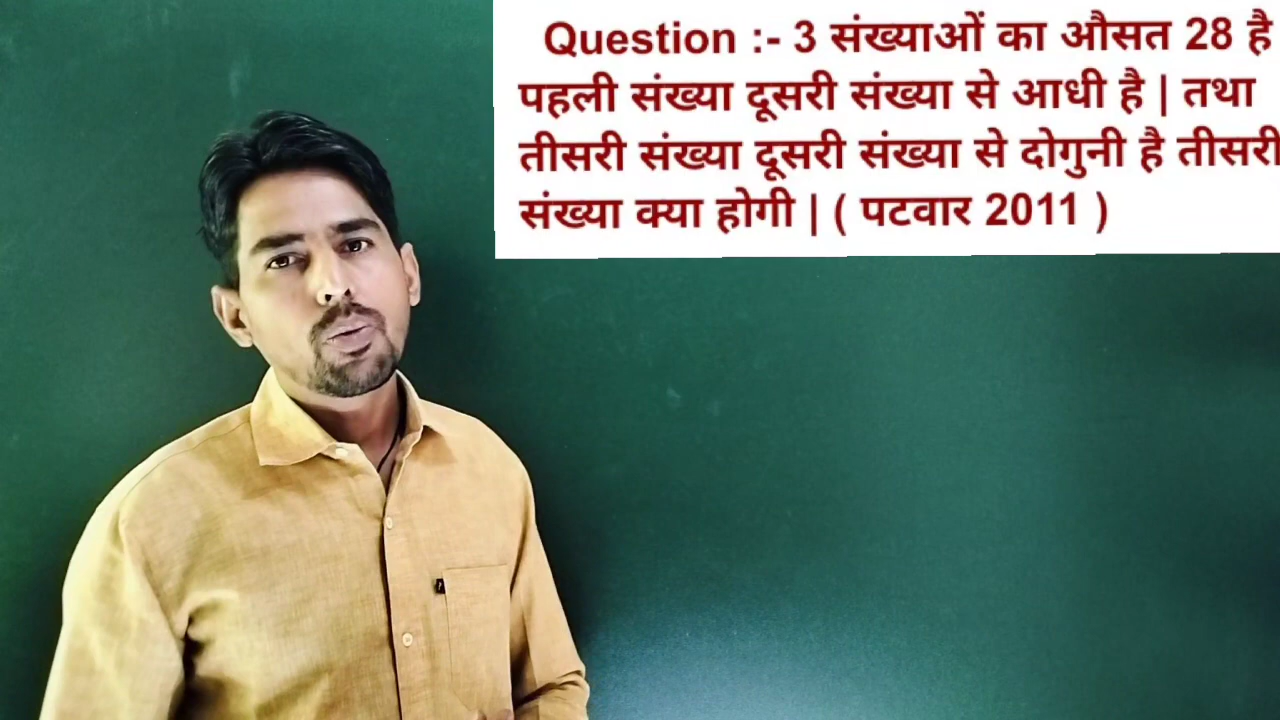 Question :- 3 संख्याओं का औसत 28 है
पहली संख्या दूसरी संख्या से आधी है | तथा
तीसरी संख्या दूसरी संख्या से दोगुनी है तीसरी
संख्या क्या होगी | ( पटवार 2011 )